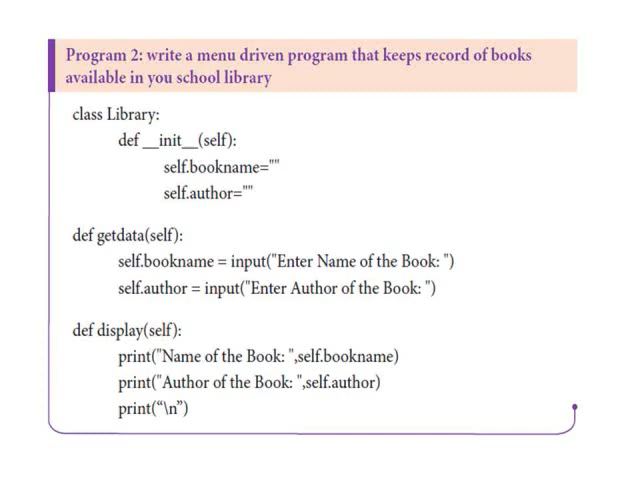 Program 2: write a menu driven program that keeps record of books
available in you school library
class Library:
def __init__(self):
self.bookname=""
self.author=""
def getdata(self):
self.bookname = input("Enter Name of the Book: ")
self.author = input("Enter Author of the Book: ")
def display(self):
print("Name of the Book: ",self.bookname)
print("Author of the Book: ",self.author)
print(“\n”)